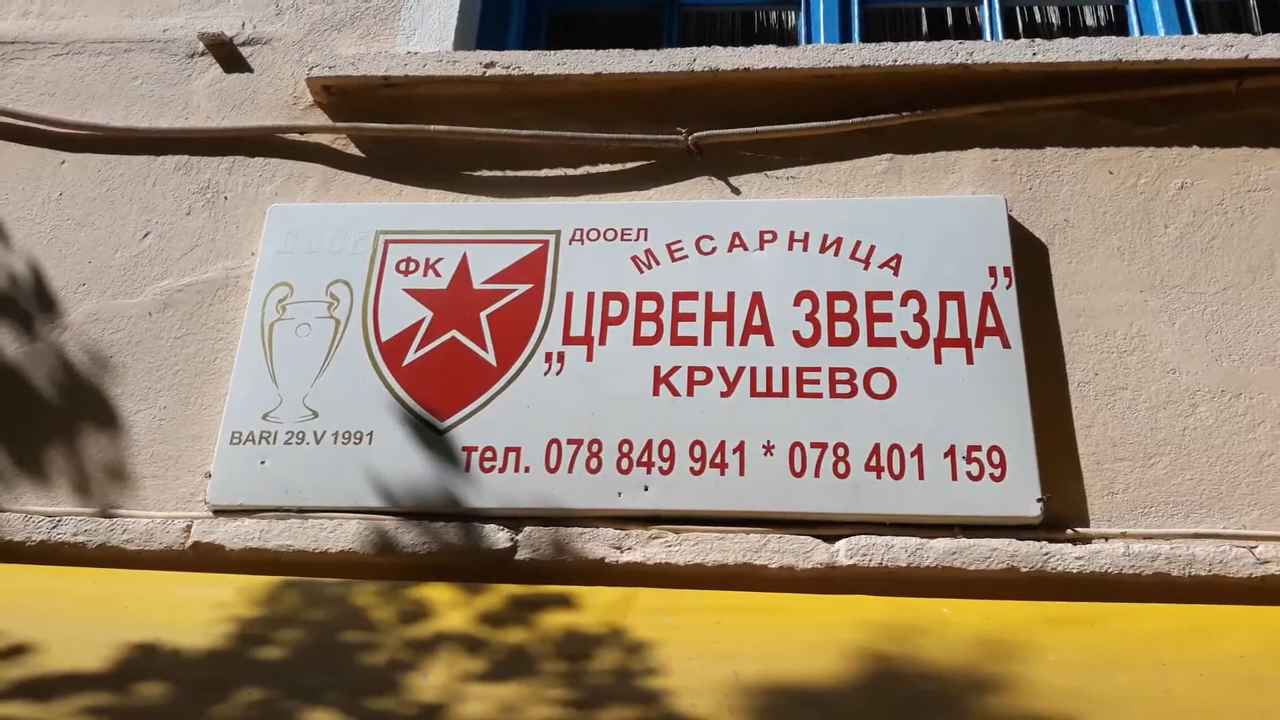 ДООЕЛ
МЕСАРНИЦА
ФК
„ЦРВЕНА ЗВЕЗДА”
КРУШЕВО
BARI 29.V 1991
тел. 078 849 941 * 078 401 159